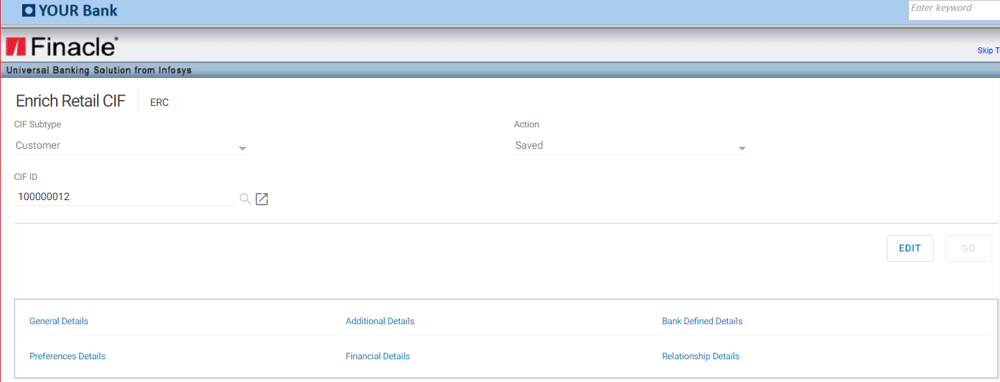 YOUR Bank
Enter keyword
Finacle
Skip T
Universal Banking Solution from Infosys
Enrich Retail CIF ERC
CIF Subtype Action
Customer Saved
CIF ID
100000012
EDIT GO
General Details Additional Details Bank Defined Details
Preferences Details Financial Details Relationship Details